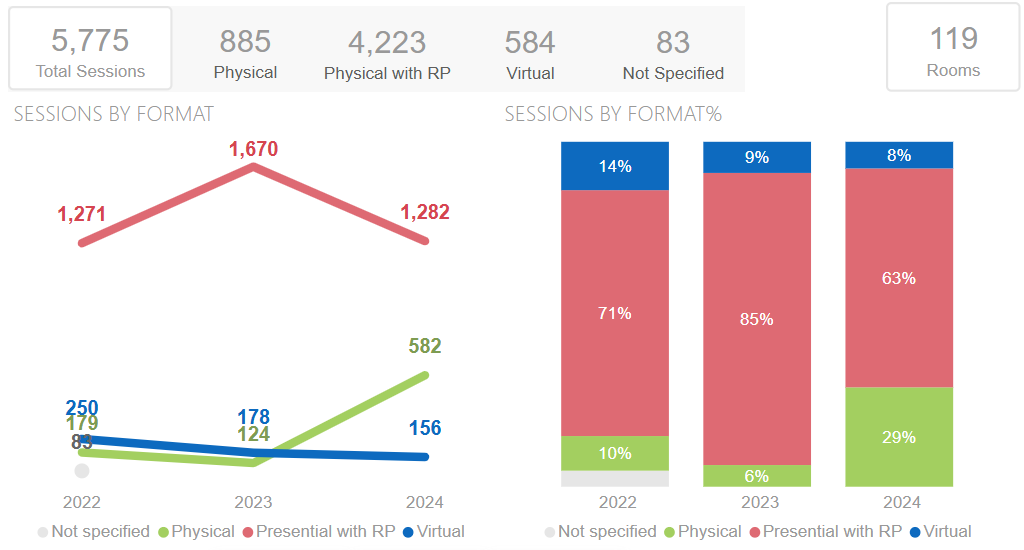 5,775 885 4,223 584 83 119
Total Sessions Physical Physical with RP Virtual Not Specified Rooms
SESSIONS BY FORMAT
1,670
1,271
1,282
582
250
179
83
178
124
156
2022 2023 2024
Not specified Physical Presential with RP Virtual
SESSIONS BY FORMAT%
14% 9% 8%
71% 85% 63%
10% 6% 29%
2022 2023 2024
Not specified Physical Presential with RP Virtual